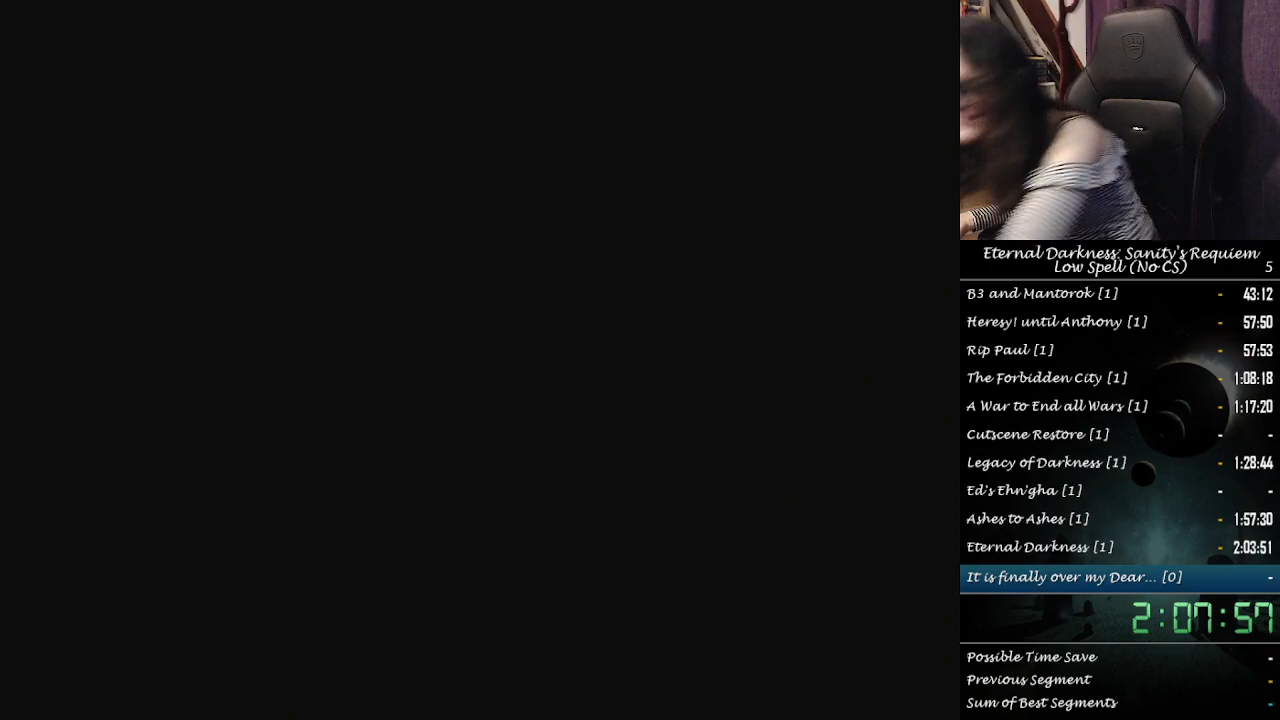 Eternal Darkness: Sanity's Requiem
Low Spell (No CS) 5
B3 and Mantorok [1] - 43:12
Heresy! until Anthony [1] - 57:50
Rip Paul [1] - 57:53
The Forbidden City [1] - 1:08:18
A War to End all Wars [1] - 1:17:20
Cutscene Restore [1] - -
Legacy of Darkness [1] - 1:28:44
Ed's Ehn'gha [1] - -
Ashes to Ashes [1] - 1:57:30
Eternal Darkness [1] - 2:03:51
It is finally over my Dear... [0] -
2:07:57
Possible Time Save -
Previous Segment -
Sum of Best Segments -